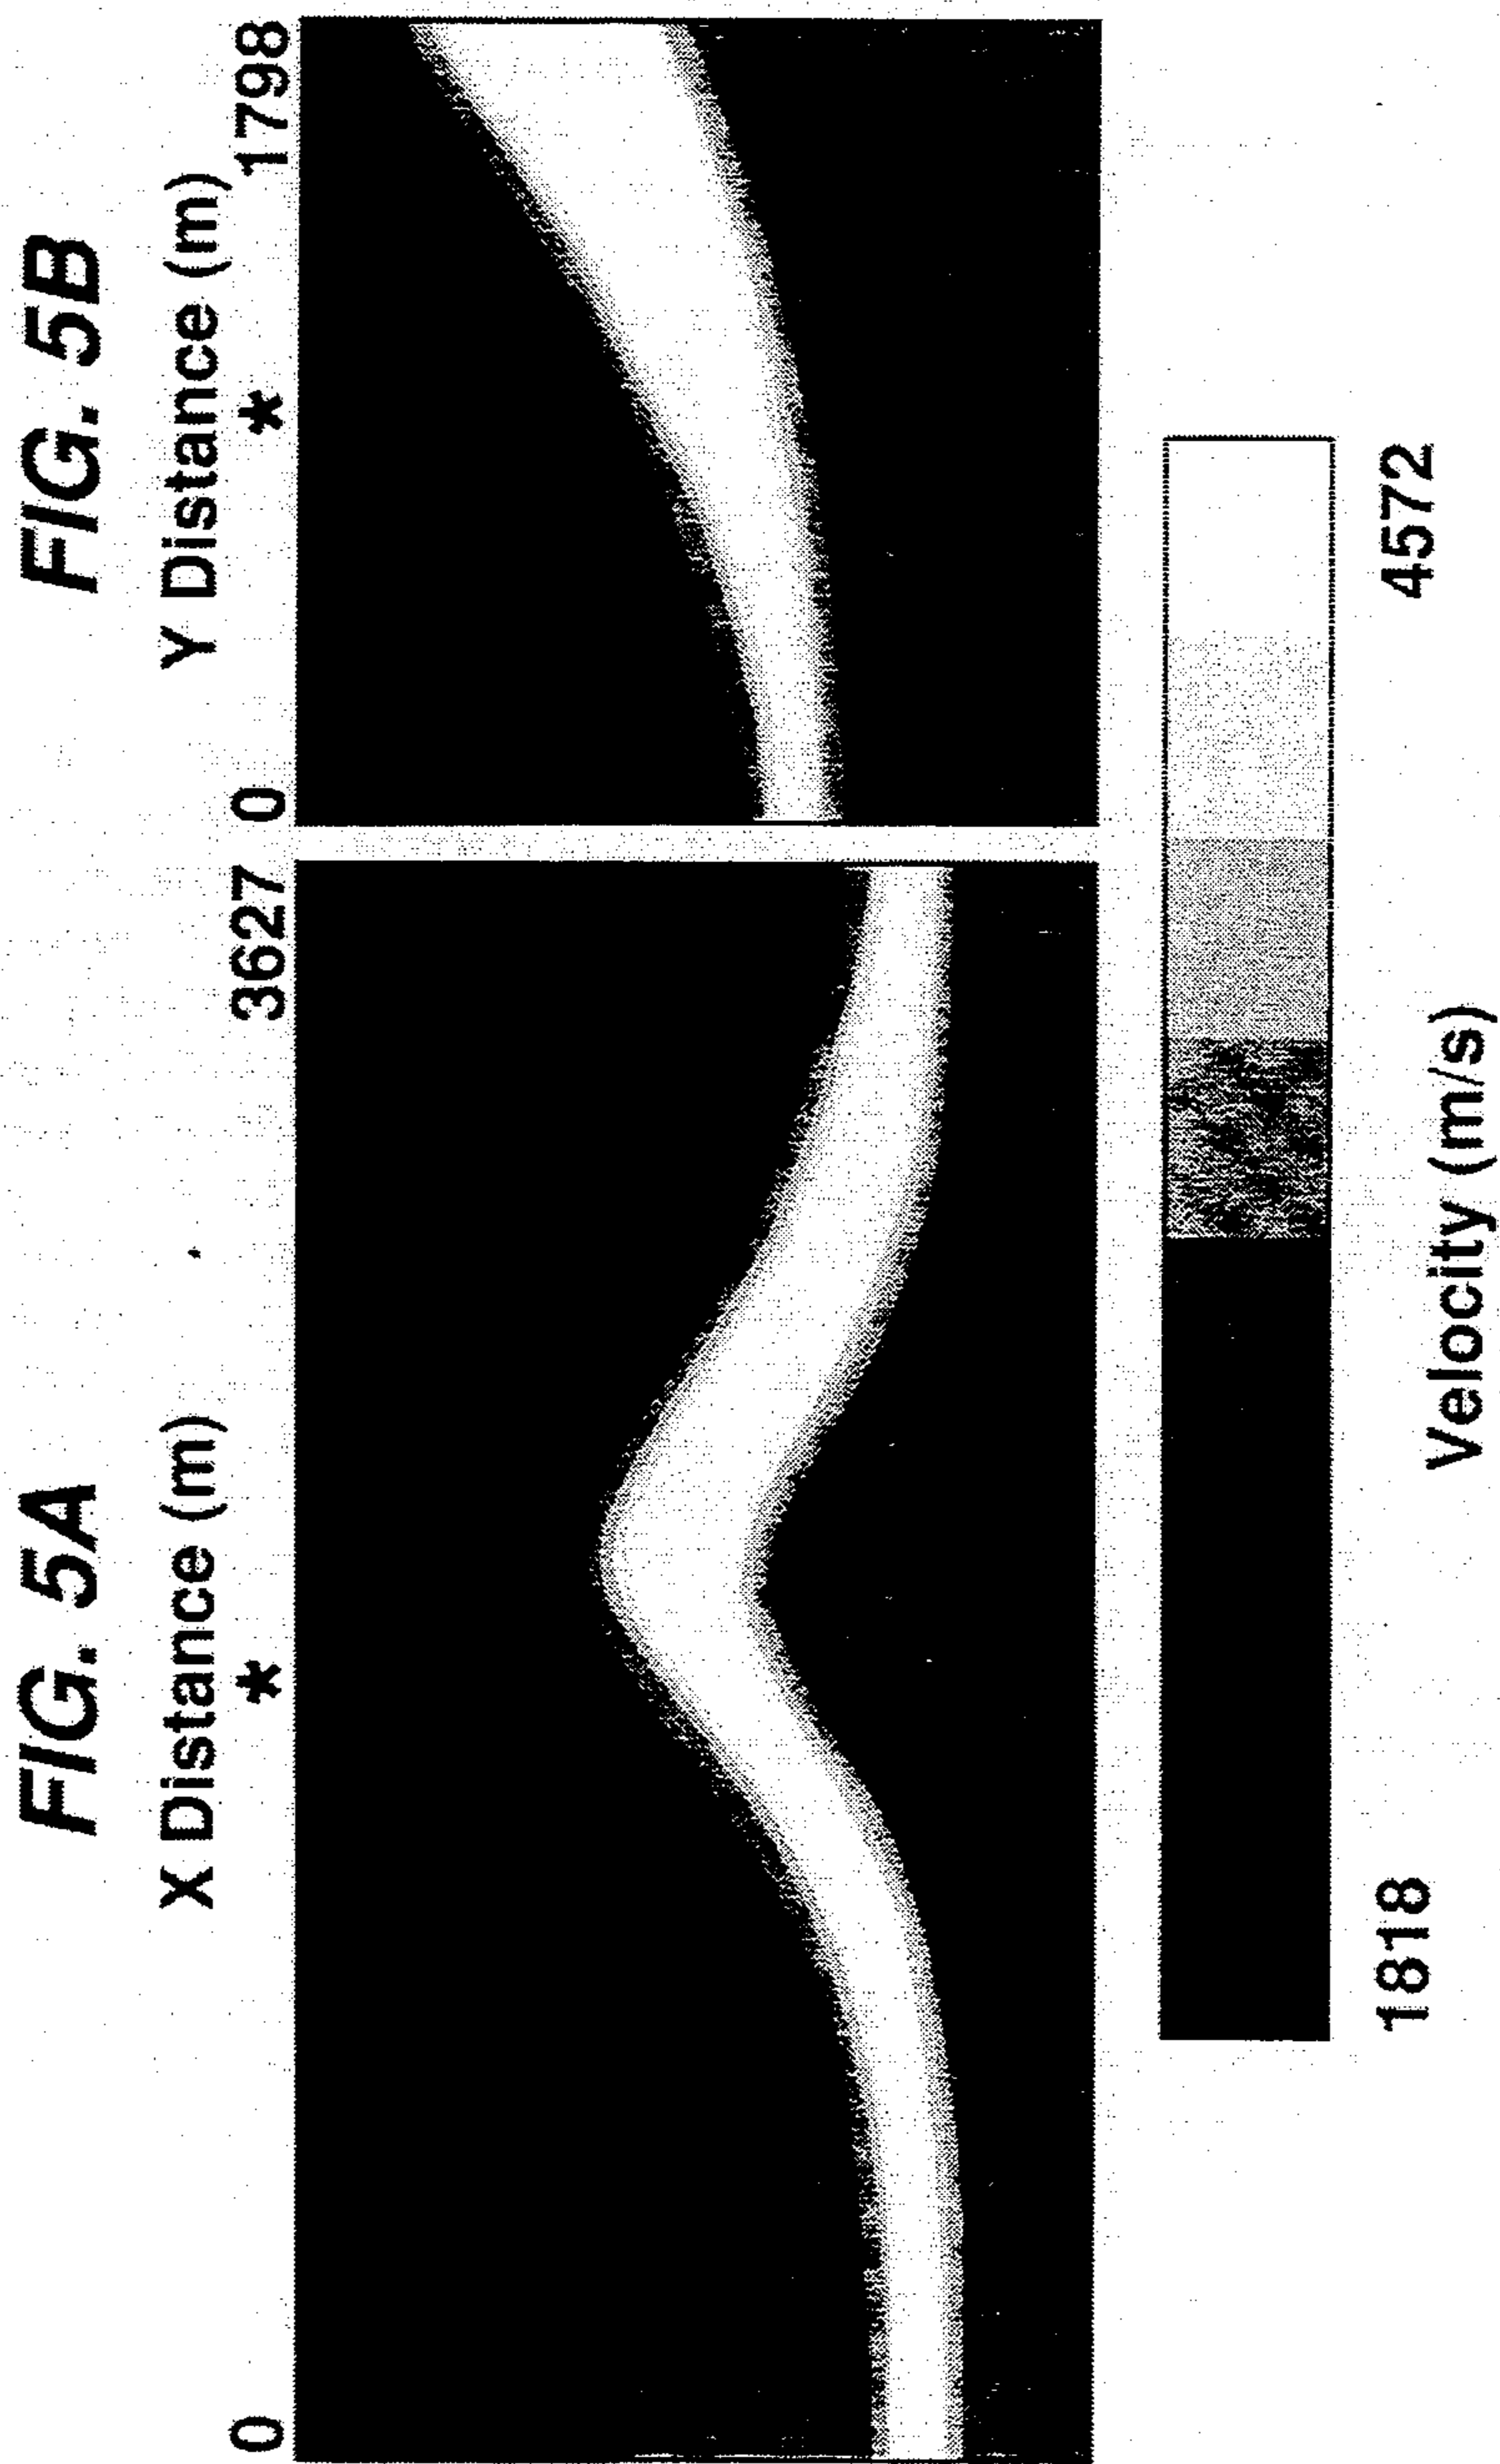 FIG. 5A
X Distance (m)
0 * 3627
FIG. 5B
Y Distance (m)
0 * 1798
1818 4572
Velocity (m/s)